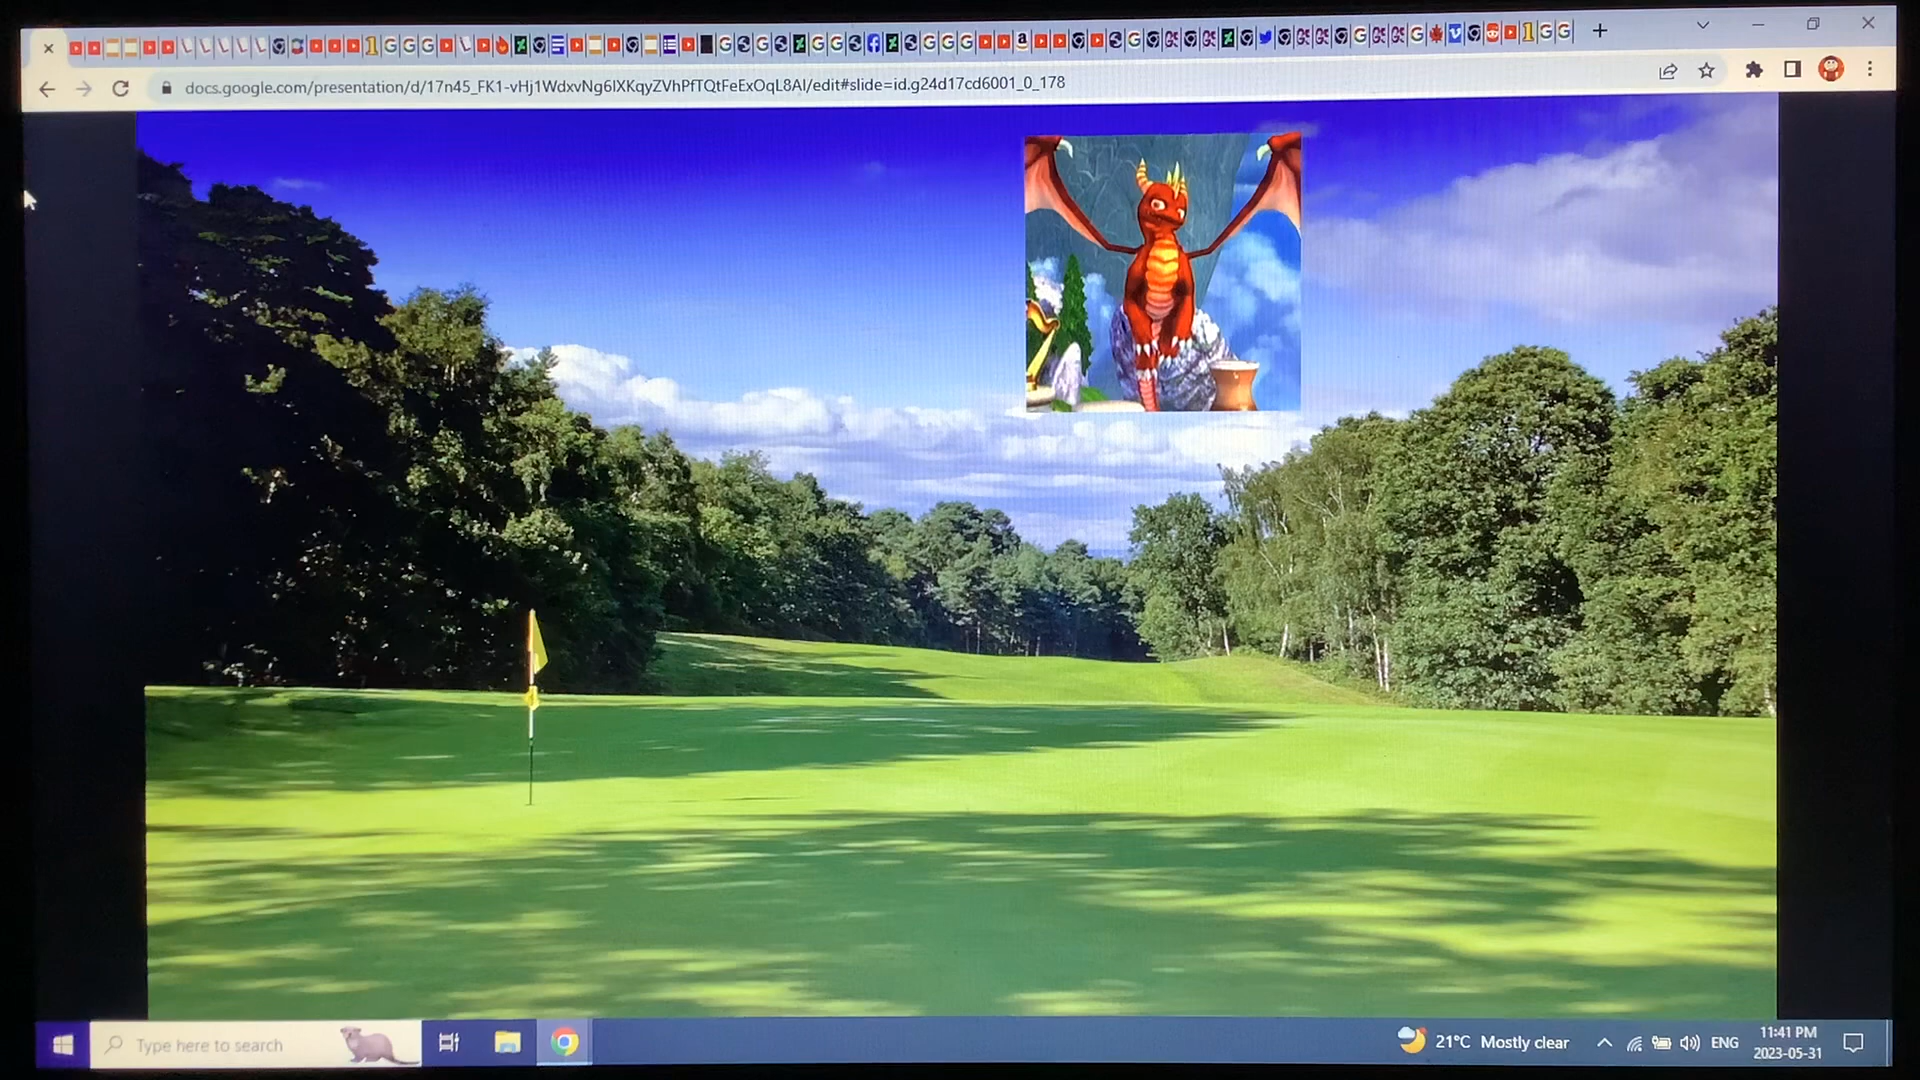 docs.google.com/presentation/d/17n45_FK1-vHj1WdxvNg6lXKqyZVhPfTQtFeExOqL8AI/edit#slide=id.g24d17cd6001_0_178
Type here to search
21°C Mostly clear
ENG
11:41 PM
2023-05-31